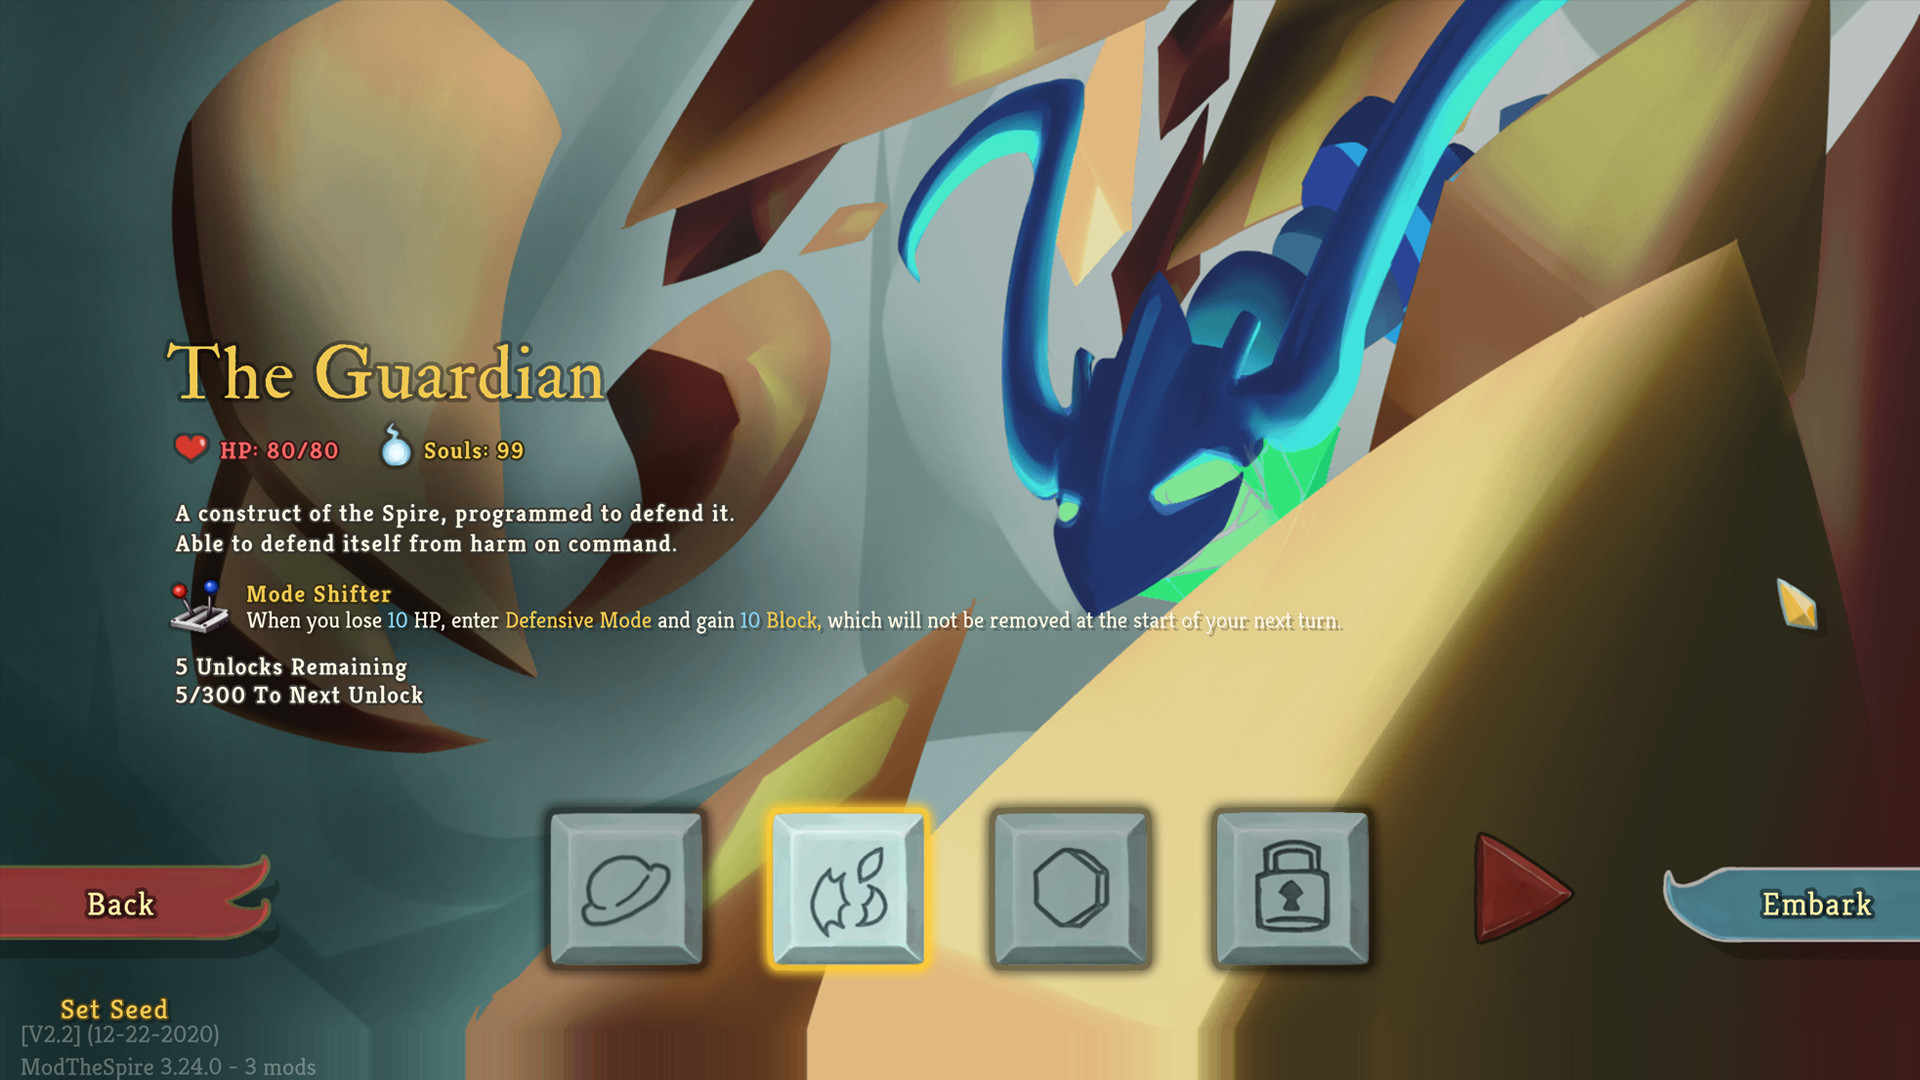 The Guardian
HP: 80/80 Souls: 99
A construct of the Spire, programmed to defend it.
Able to defend itself from harm on command.
Mode Shifter
When you lose 10 HP, enter Defensive Mode and gain 10 Block, which will not be removed at the start of your next turn.
5 Unlocks Remaining
5/300 To Next Unlock
Back
Embark
Set Seed
[V2.2] (12-22-2020)
ModTheSpire 3.24.0 - 3 mods